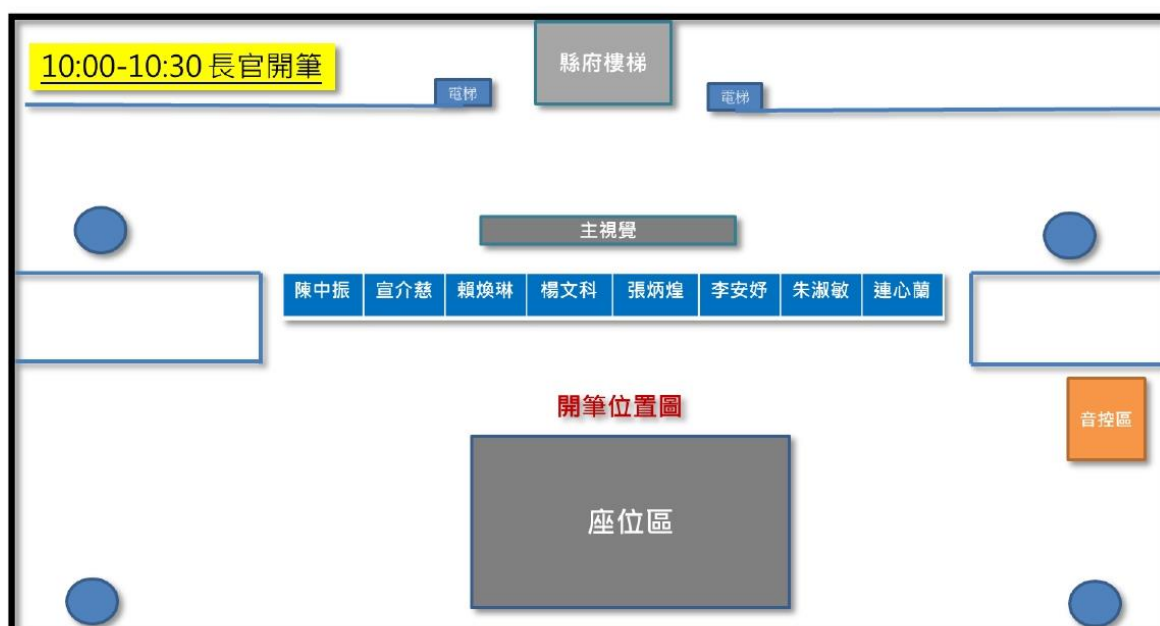 縣府樓梯
10:00-10:30 長官開筆
電梯
電梯
主視覺
陳中振 宣介慈 賴煥琳 楊文科 張炳煌 李安妤 朱淑敏 連心蘭
開筆位置圖
音控區
座位區